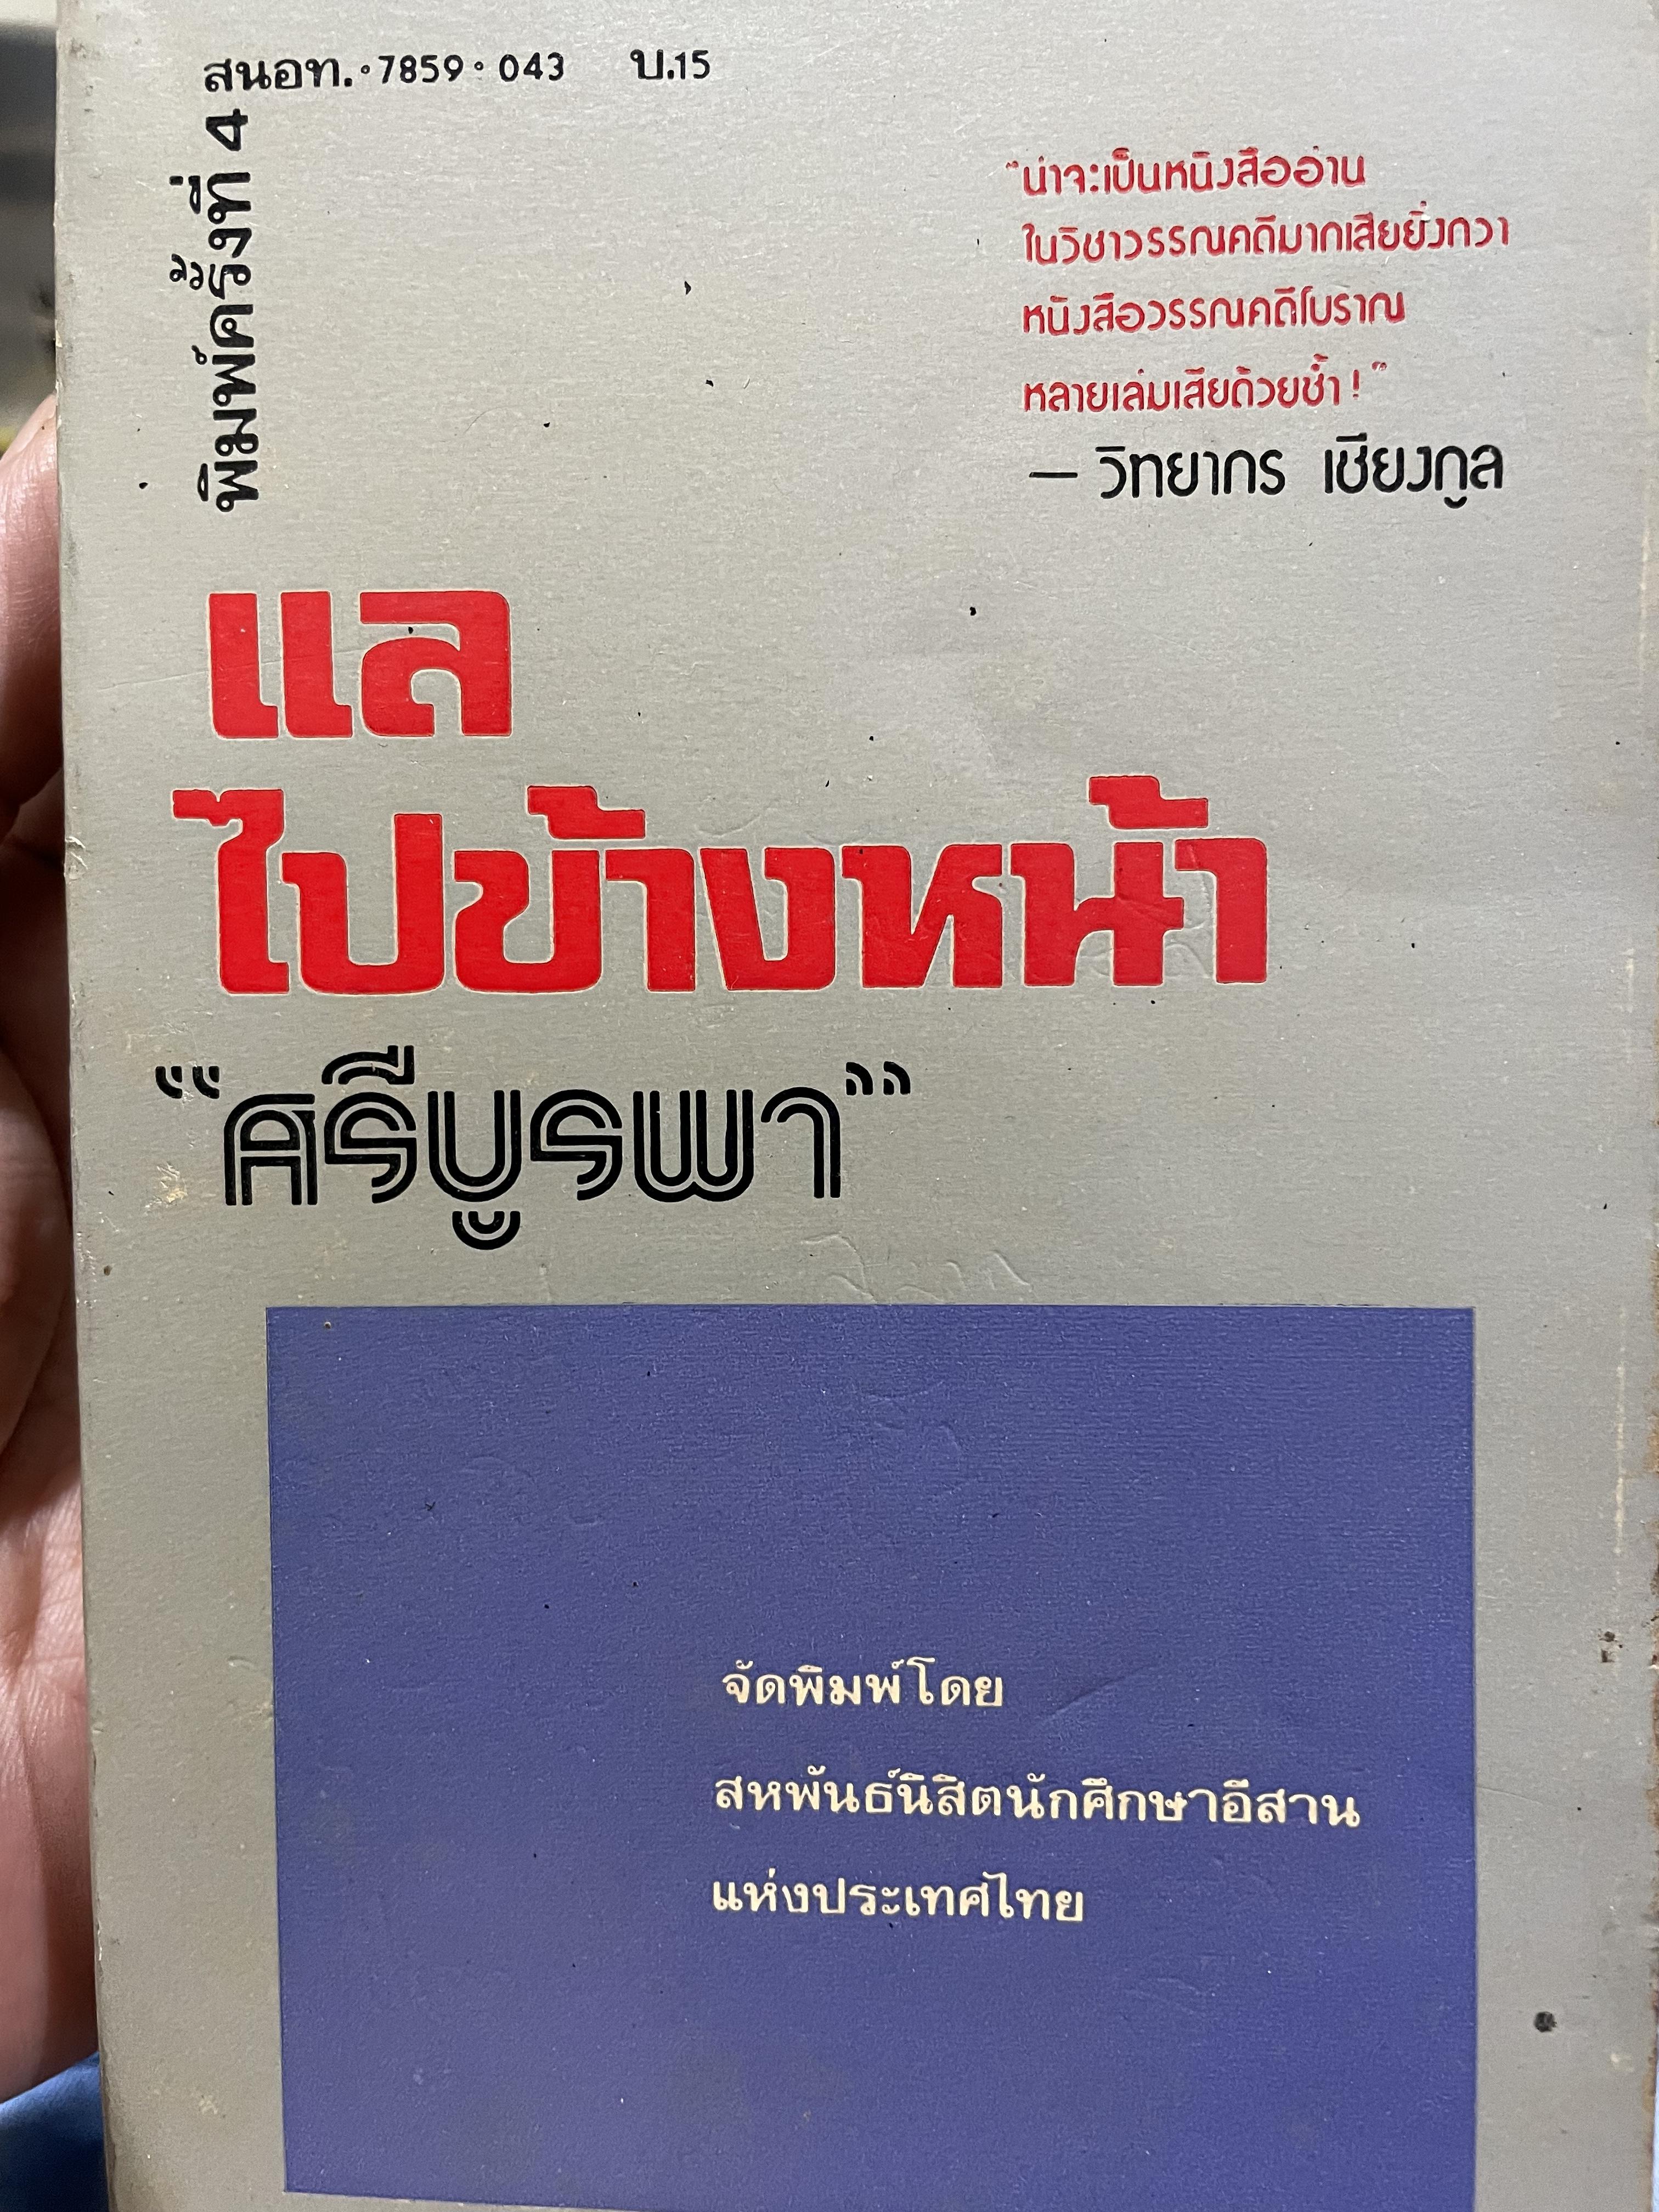 สนอท.·7859·043 บ.15
พิมพ์ครั้งที่ 4
"น่าจะเป็นหนังสืออ่าน
ในวิชาวรรณคดีมากเสียยิ่งกว่า
หนังสือวรรณคดีโบราณ
หลายเล่มเสียด้วยซ้ำ!"
— วิทยากร เชียงกูล
แล
ไปข้างหน้า
"ศรีบูรพา"
จัดพิมพ์โดย
สหพันธ์นิสิตนักศึกษาอีสาน
แห่งประเทศไทย